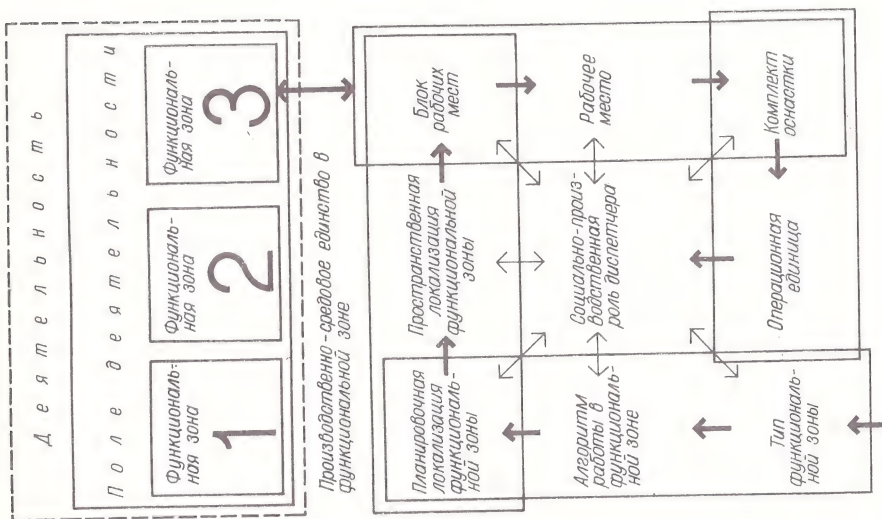 Деятельность
Поле деятельности
Функциональ-
ная зона
1
Функциональ-
ная зона
2
Функциональ-
ная зона
3
Производственно-средовое единство в
функциональной зоне
Планировочная
локализация
функциональ-
ной зоны
Пространственная
локализация
функциональной
зоны
Блок
рабочих
мест
Алгоритм
работы в
функциональ-
ной зоне
Социально-произ-
водственная
роль диспетчера
Рабочее
место
Тип
функциональ-
ной зоны
Операционная
единица
Комплект
оснастки